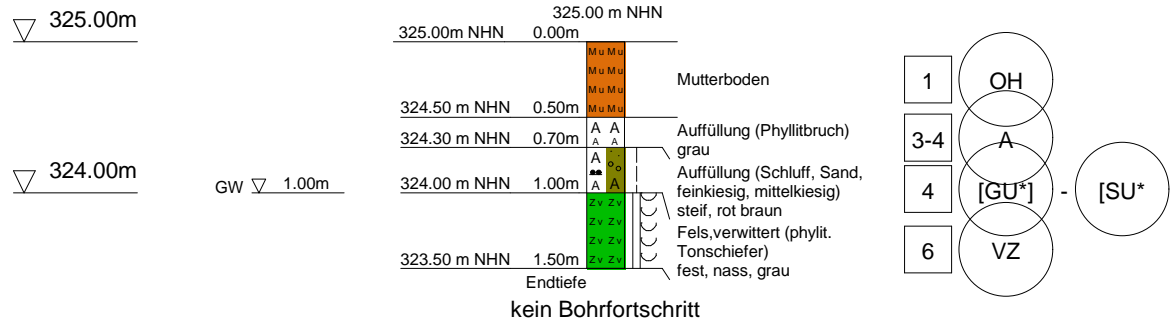 325.00m
325.00 m NHN
325.00m NHN 0.00m
Mu Mu
Mu Mu
Mu Mu
Mu Mu
Mutterboden
1 OH
324.50 m NHN 0.50m
A A
A A
Auffüllung (Phyllitbruch)
grau
3-4 A
324.30 m NHN 0.70m
A
A A
Auffüllung (Schluff, Sand,
feinkiesig, mittelkiesig)
steif, rot braun
4 [GU*] - [SU*
324.00m
GW 1.00m
324.00 m NHN 1.00m
Zv Zv
Zv Zv
Zv Zv
Zv Zv
Fels,verwittert (phylit.
Tonschiefer)
fest, nass, grau
6 VZ
323.50 m NHN 1.50m
Endtiefe
kein Bohrfortschritt